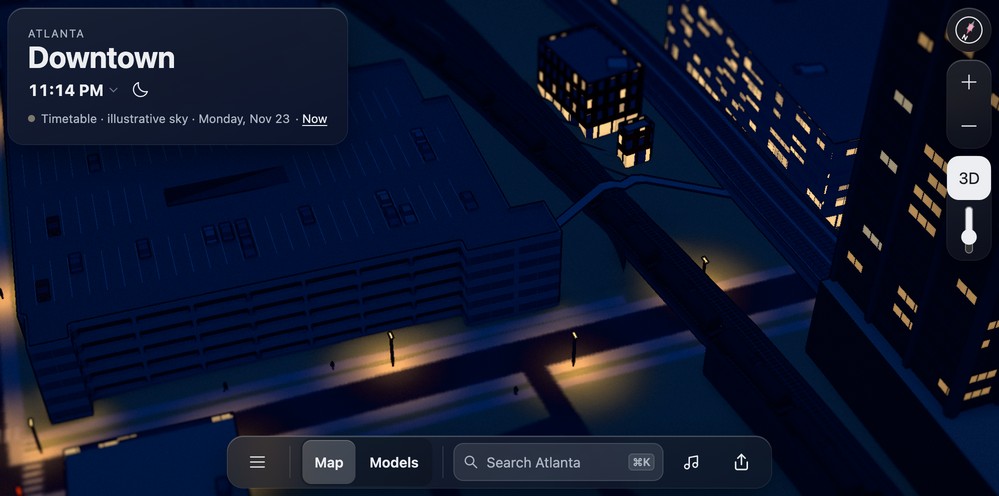 ATLANTA
Downtown
11:14 PM
Timetable · illustrative sky · Monday, Nov 23 · Now
N
3D
Map
Models
Search Atlanta
⌘K